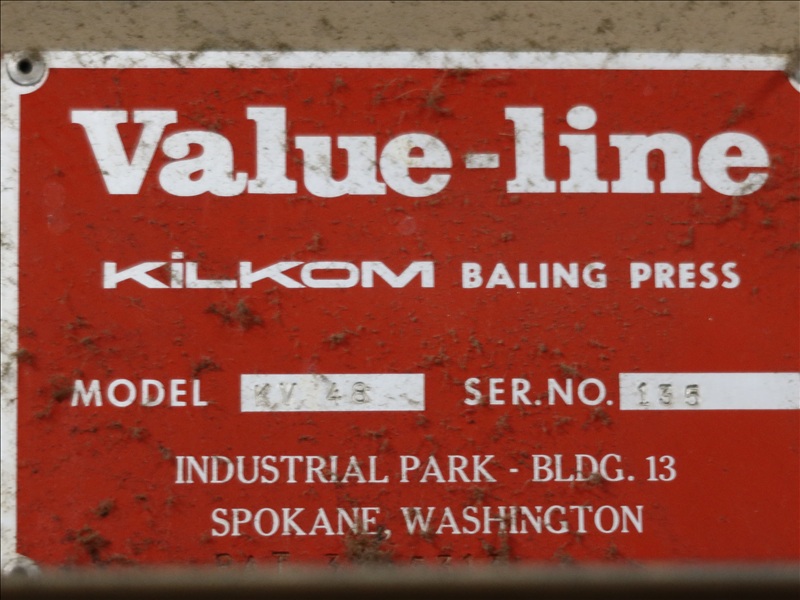 Value-line
KiLKOM BALING PRESS
MODEL KV 48 SER.NO. 135
INDUSTRIAL PARK - BLDG. 13
SPOKANE, WASHINGTON